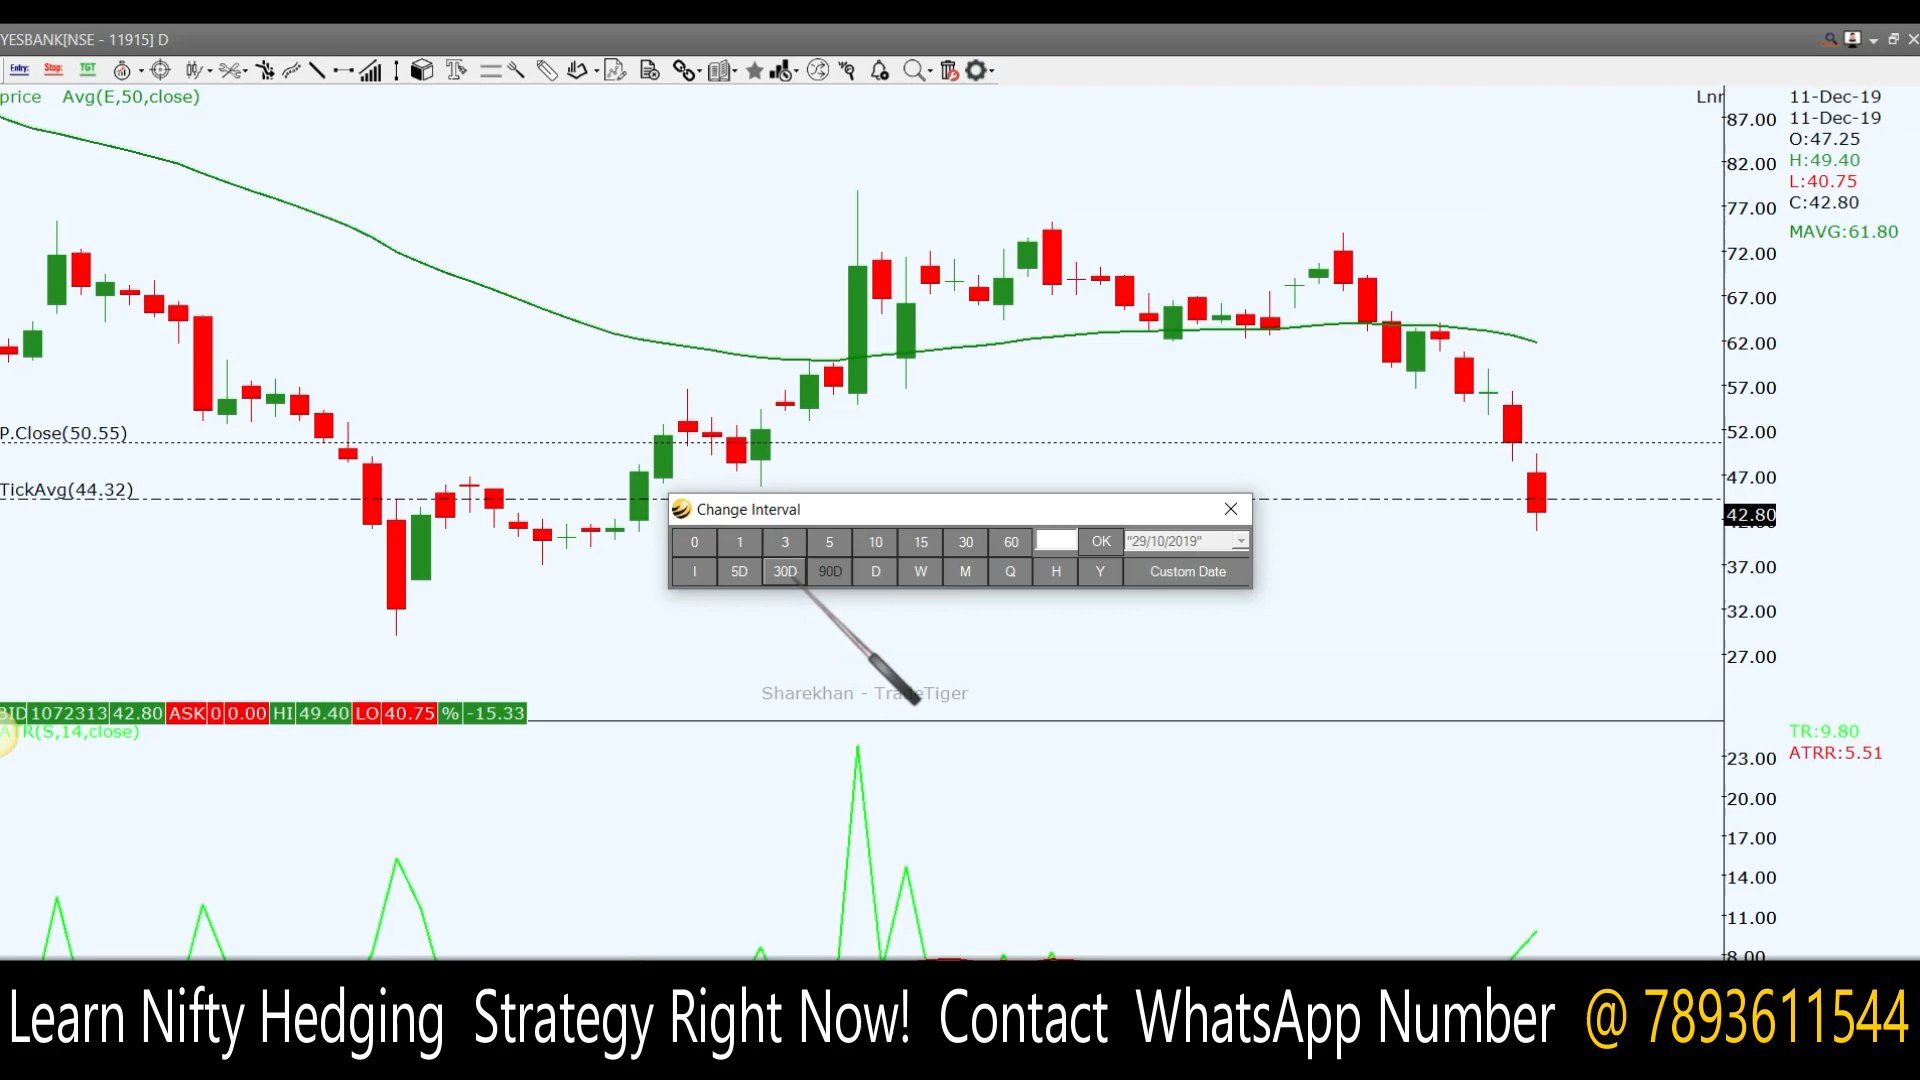 YESBANK[NSE - 11915] D
Entry: Stop: TGT
price Avg(E,50,close)
Lnr
11-Dec-19
11-Dec-19
O:47.25
H:49.40
L:40.75
C:42.80
MAVG:61.80
87.00
82.00
77.00
72.00
67.00
62.00
57.00
52.00
47.00
42.80
37.00
32.00
27.00
P.Close(50.55)
TickAvg(44.32)
Change Interval
0 1 3 5 10 15 30 60 OK "29/10/2019"
I 5D 30D 90D D W M Q H Y Custom Date
Sharekhan - TradeTiger
BID 1072313 42.80 ASK 0 0.00 HI 49.40 LO 40.75 % -15.33
ATR(S,14,close)
TR:9.80
ATRR:5.51
23.00
20.00
17.00
14.00
11.00
8.00
Learn Nifty Hedging Strategy Right Now! Contact WhatsApp Number @ 7893611544